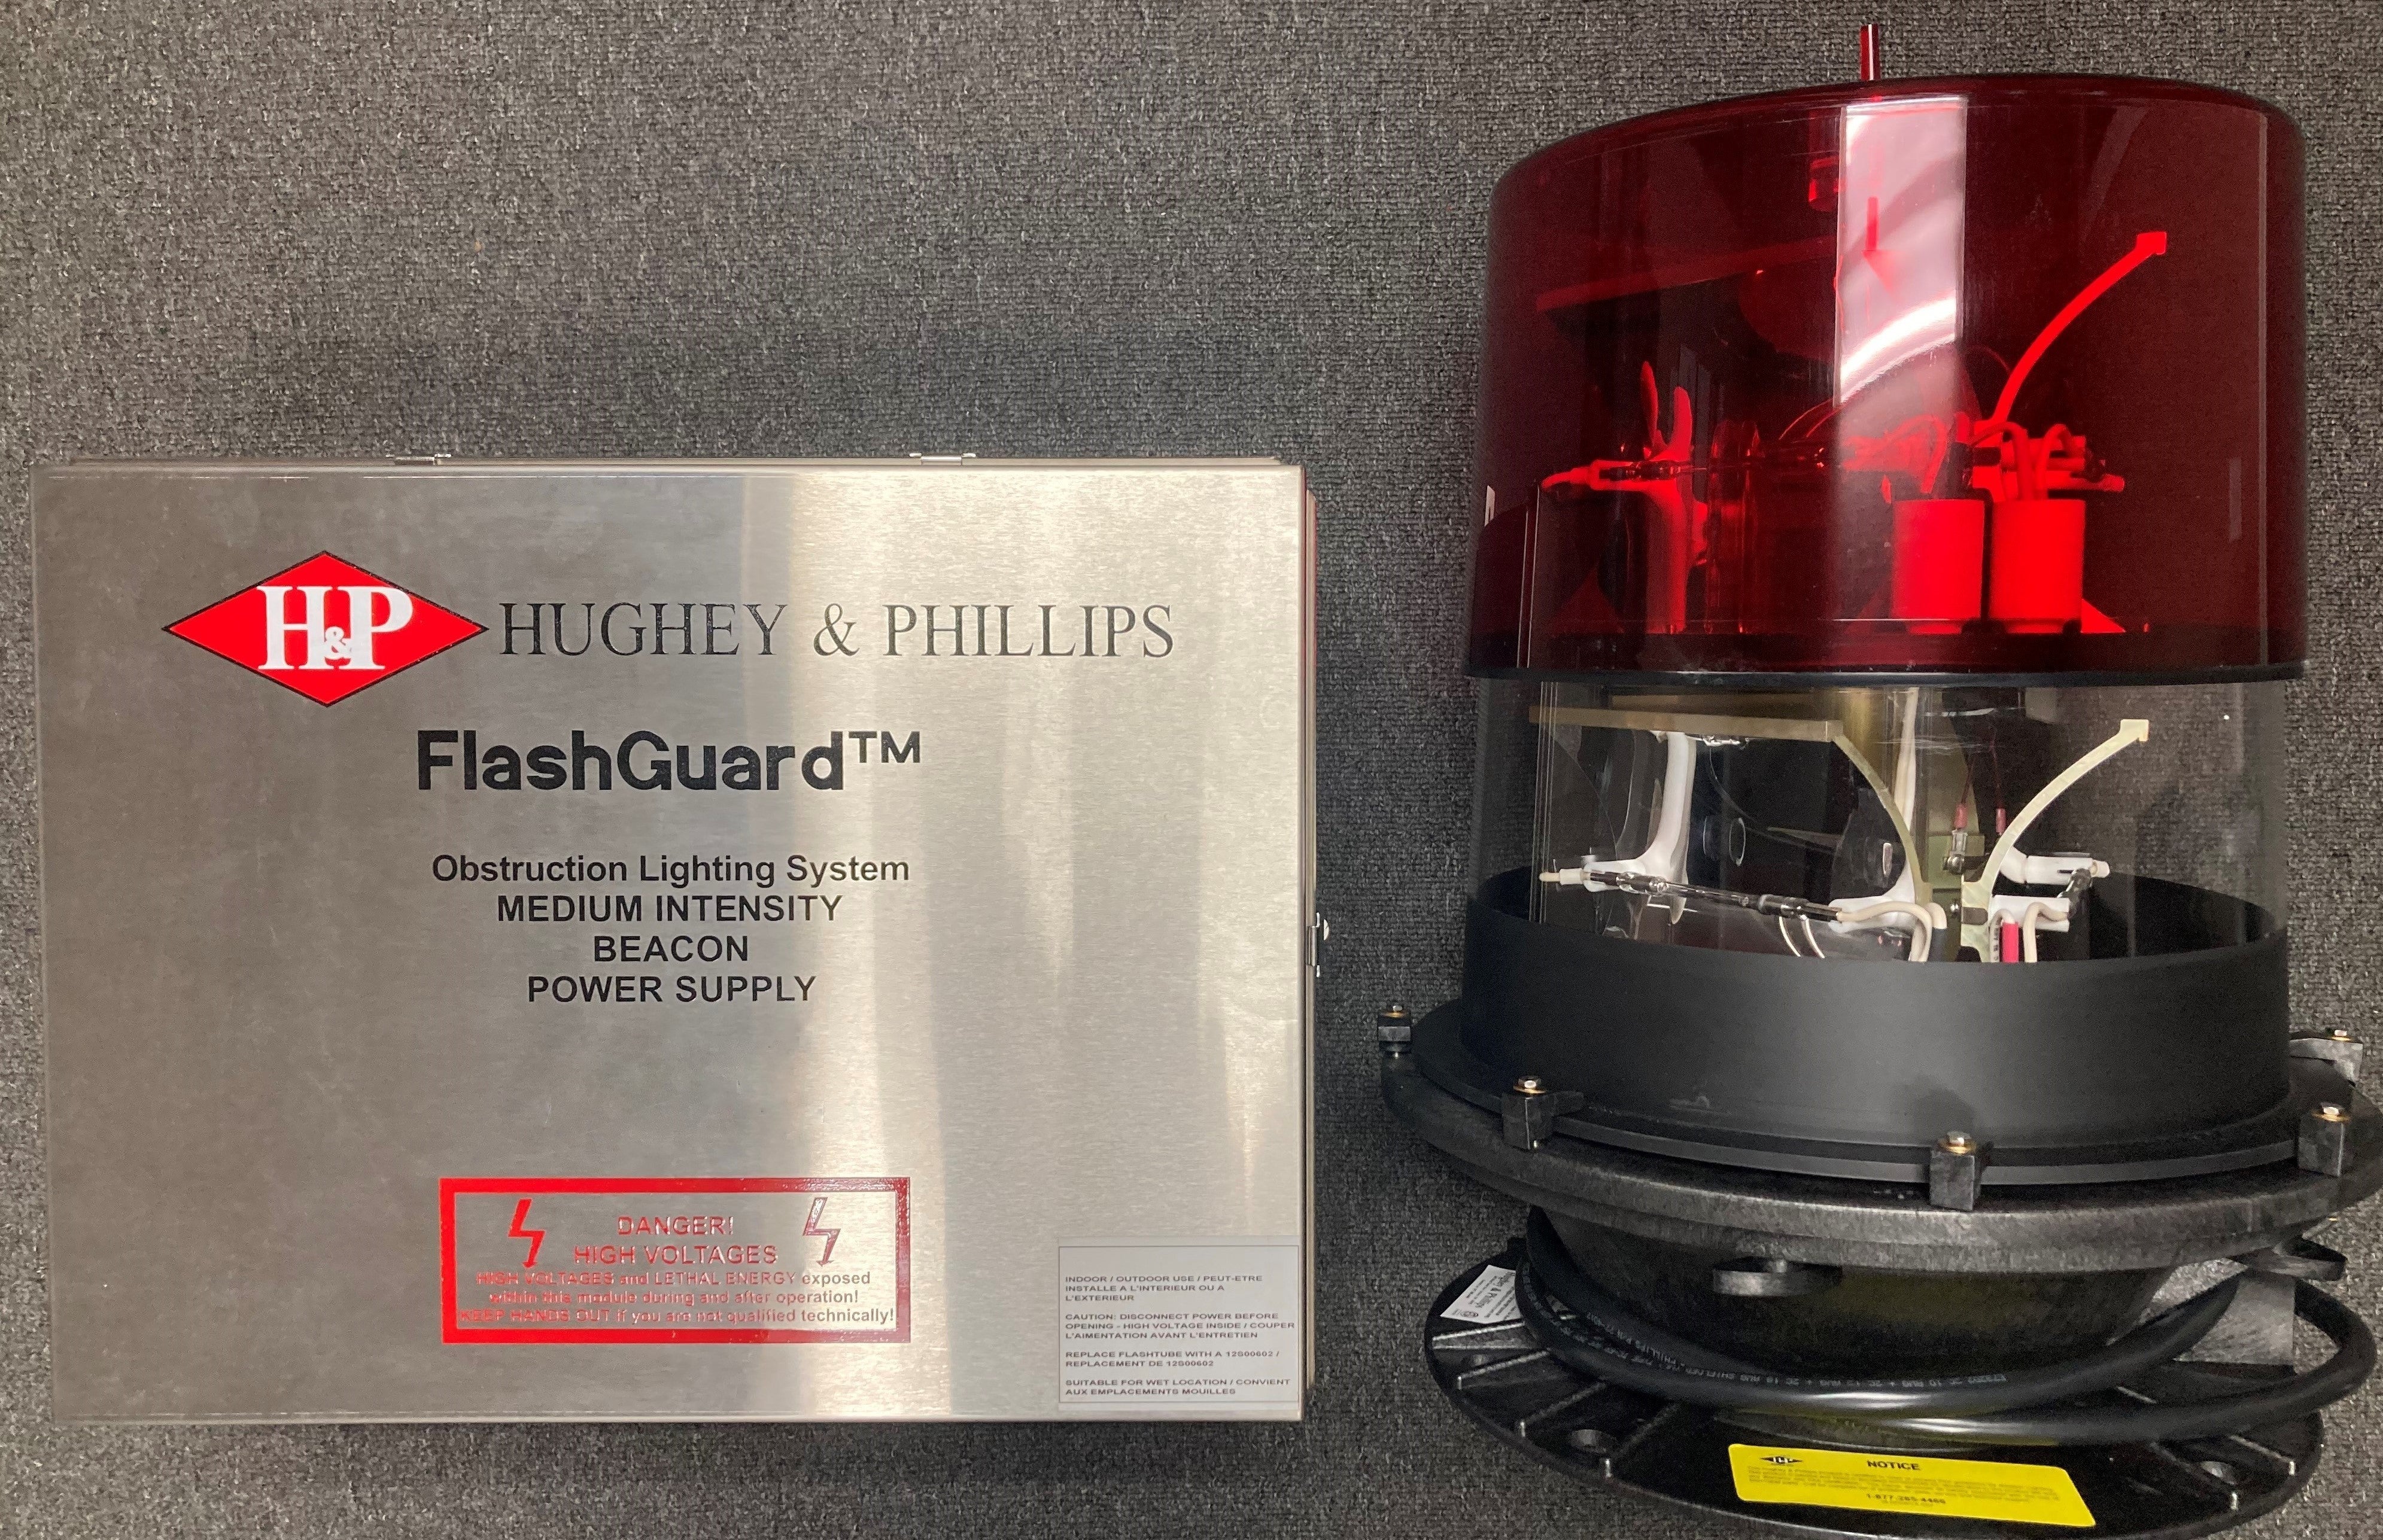 H&P HUGHEY & PHILLIPS
FlashGuard™
Obstruction Lighting System
MEDIUM INTENSITY
BEACON
POWER SUPPLY
DANGER!
HIGH VOLTAGES
HIGH VOLTAGES and LETHAL ENERGY exposed
within this module during and after operation!
KEEP HANDS OUT if you are not qualified technically!
INDOOR / OUTDOOR USE / PEUT-ETRE
INSTALLE A L'INTERIEUR OU A
L'EXTERIEUR
CAUTION: DISCONNECT POWER BEFORE
OPENING - HIGH VOLTAGE INSIDE / COUPER
L'AIMENTATION AVANT L'ENTRETIEN
REPLACE FLASHTUBE WITH A 12S00602 /
REPLACEMENT DE 12S00602
SUITABLE FOR WET LOCATION / CONVIENT
AUX EMPLACEMENTS MOUILLES
NOTICE